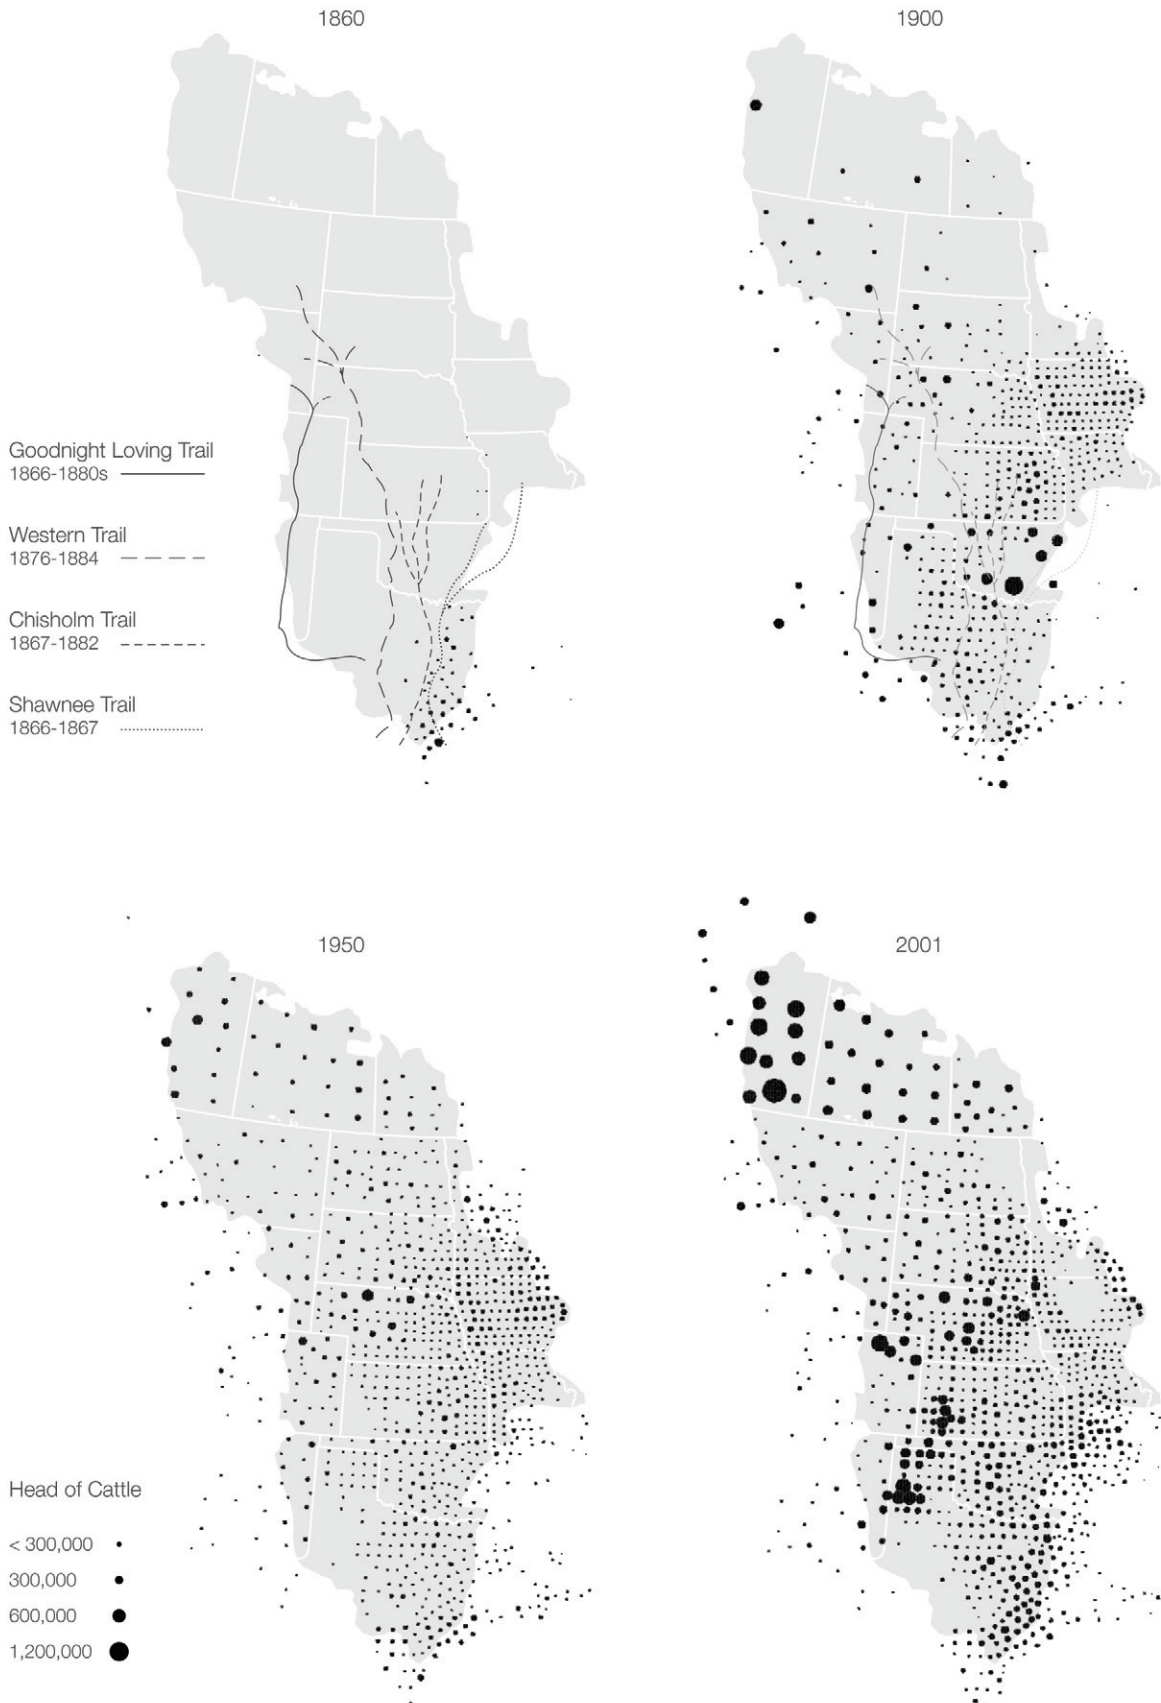 1860
1900
Goodnight Loving Trail
1866-1880s
Western Trail
1876-1884
Chisholm Trail
1867-1882
Shawnee Trail
1866-1867
1950
2001
Head of Cattle
< 300,000
300,000
600,000
1,200,000